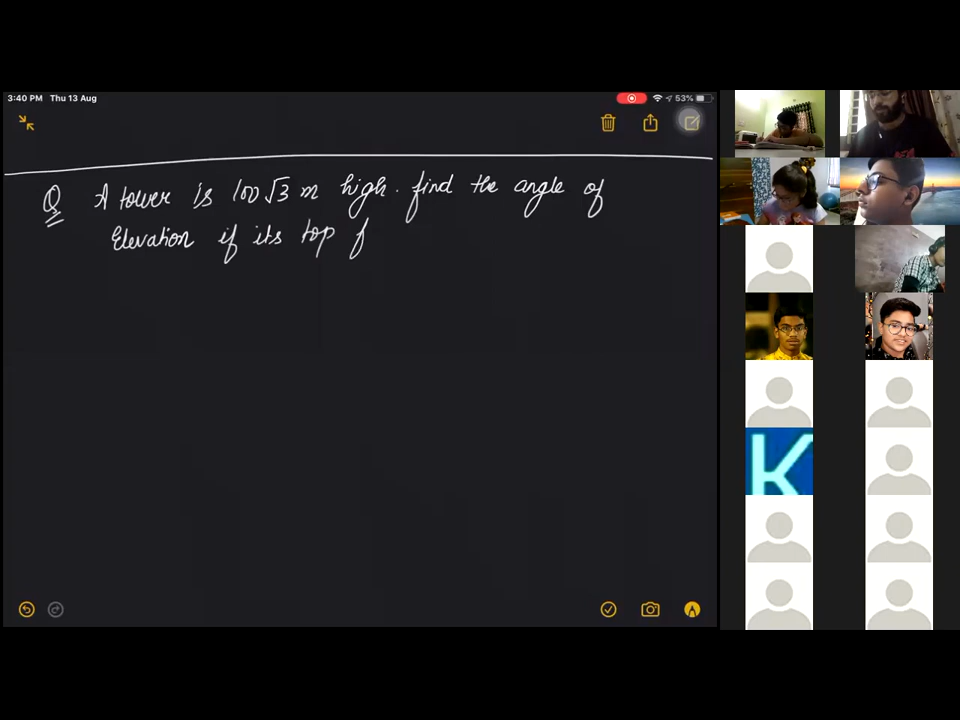 3:40 PM Thu 13 Aug
53%
Q A tower is 100√3 m high. find the angle of
Elevation if its top f
K